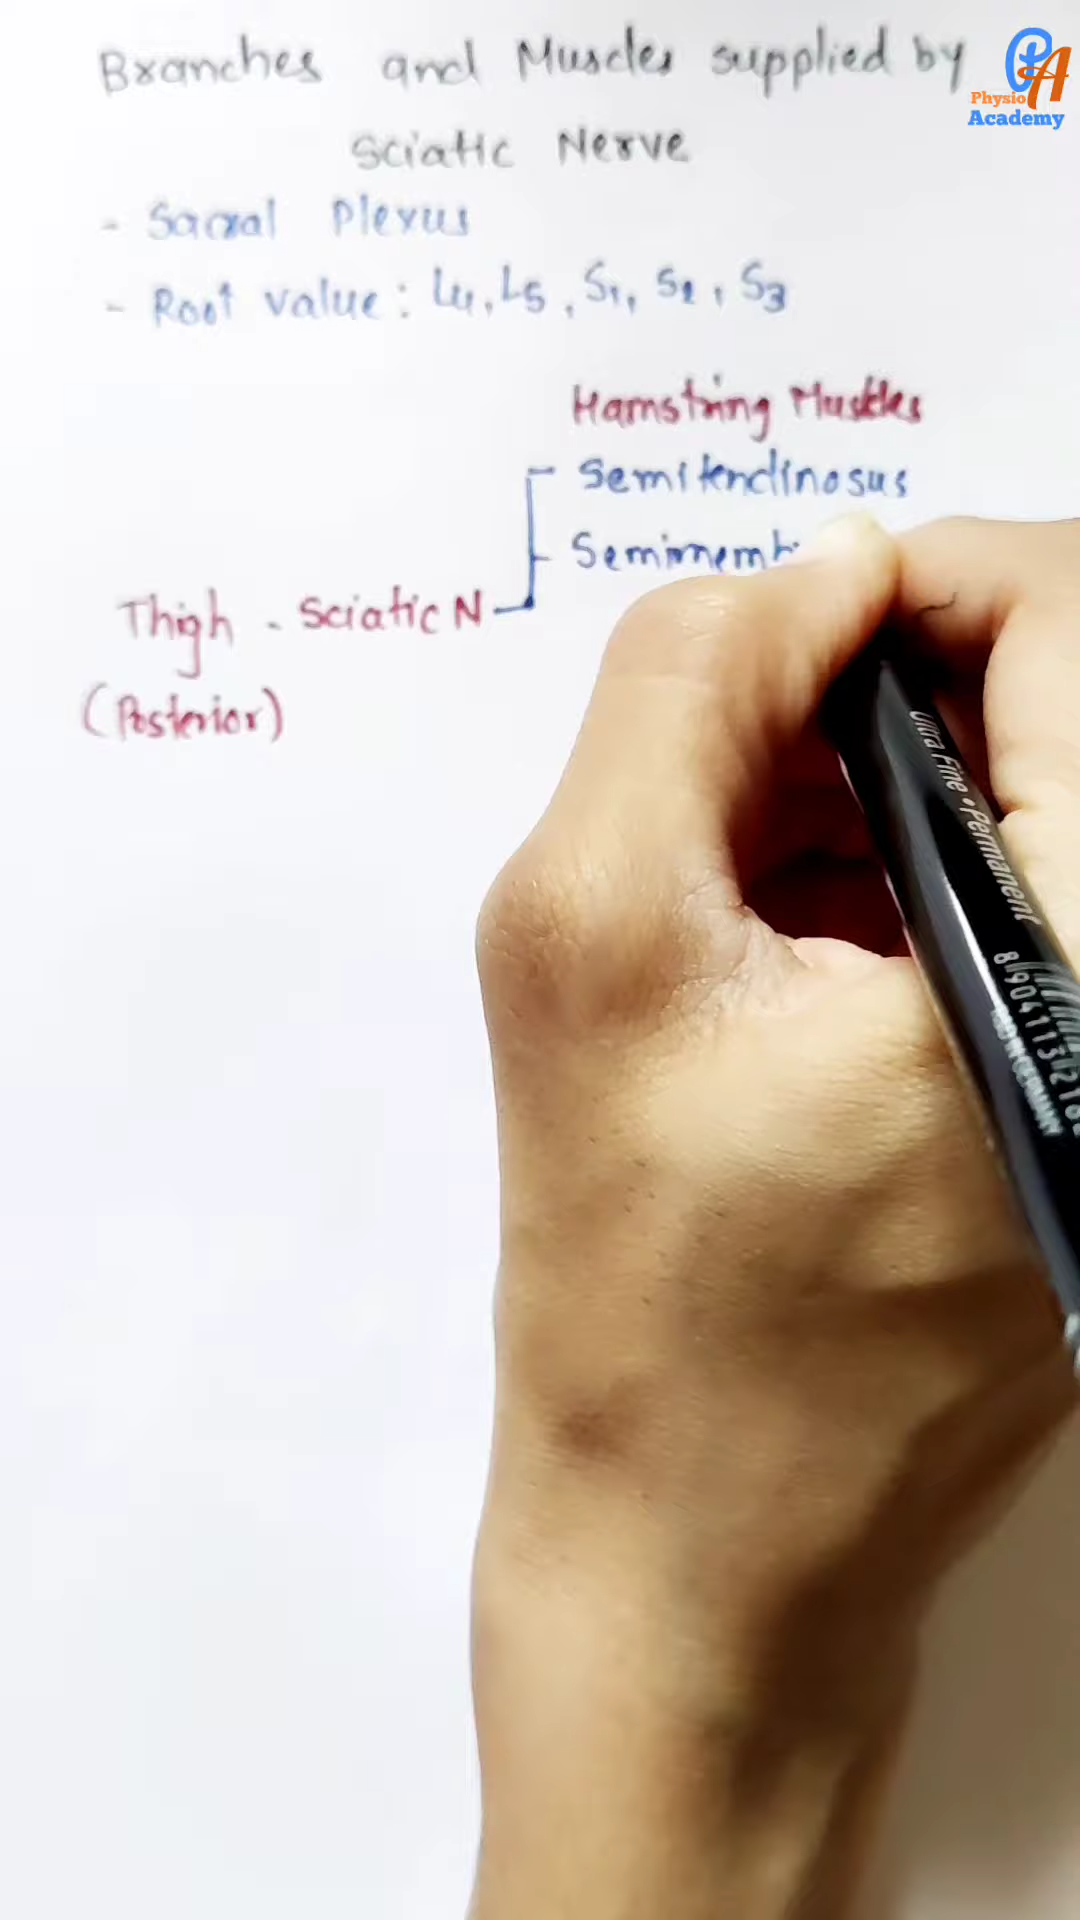 Branches and Muscles supplied by
Sciatic Nerve
- Sacral Plexus
- Root value : L4, L5, S1, S2, S3
Hamstring Muscles
Semitendinosus
Semimemb
Thigh - Sciatic N
(Posterior)
Physio
Academy
Ultra Fine • Permanent